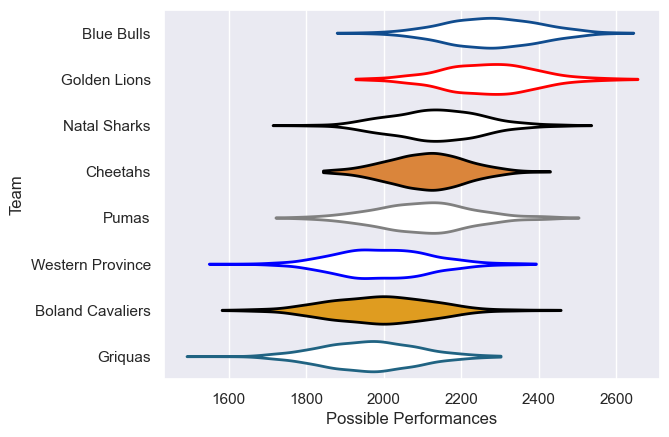 Blue Bulls
Golden Lions
Natal Sharks
Cheetahs
Pumas
Western Province
Boland Cavaliers
Griquas
Team
1600 1800 2000 2200 2400 2600
Possible Performances